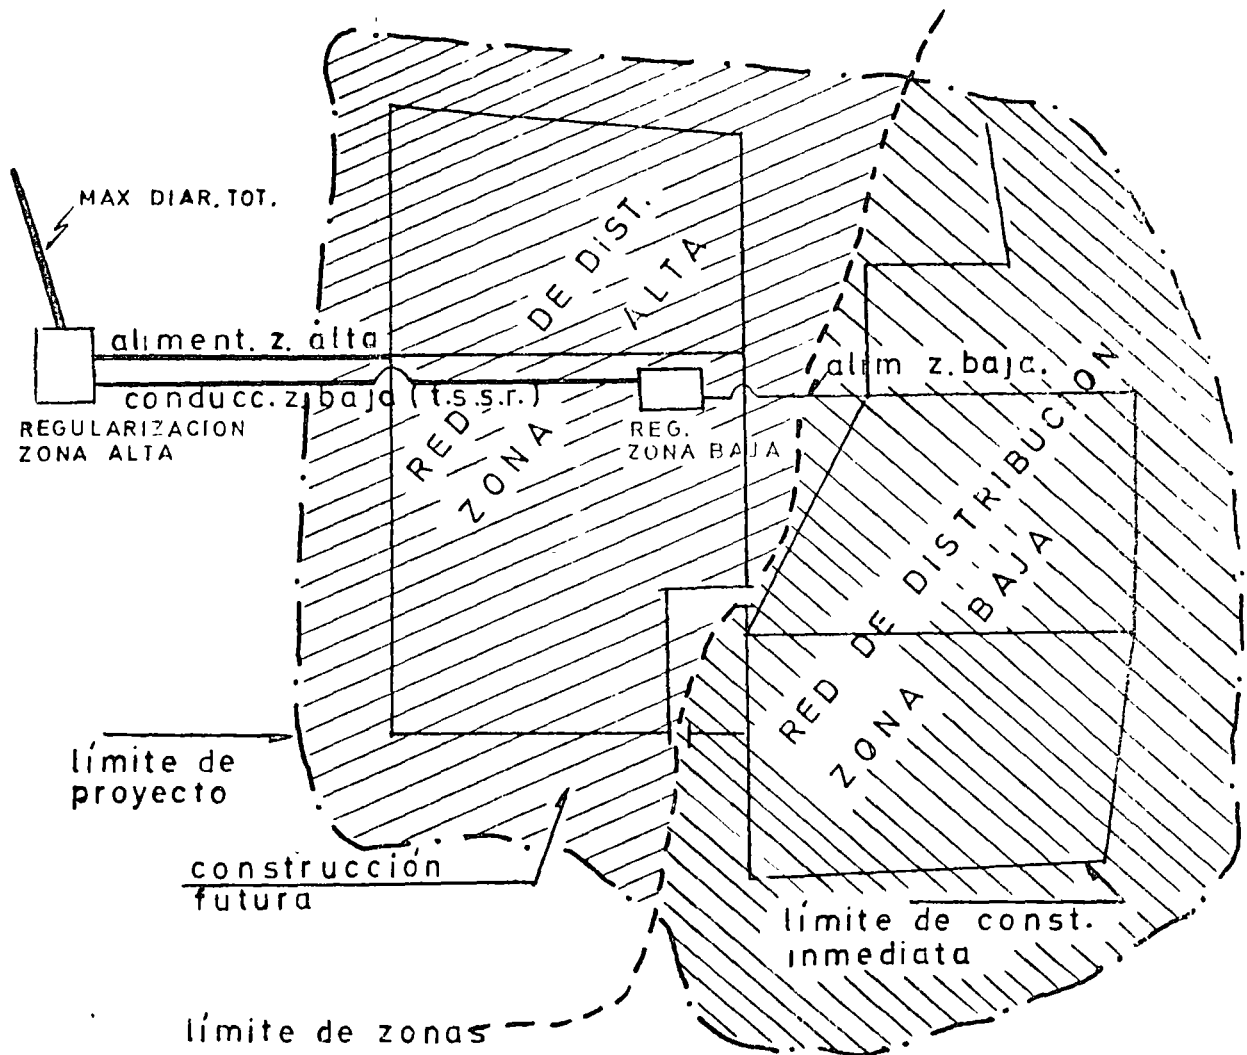 MAX DIAR. TOT.
aliment. z. alta
conducc. z. baja (t.s.s.r.)
REGULARIZACION
ZONA ALTA
RED DE DIST.
ZONA ALTA
REG.
ZONA BAJA
alim z. baja.
RED DE DISTRIBUCION
ZONA BAJA
límite de
proyecto
construcción
futura
límite de const.
inmediata
límite de zonas